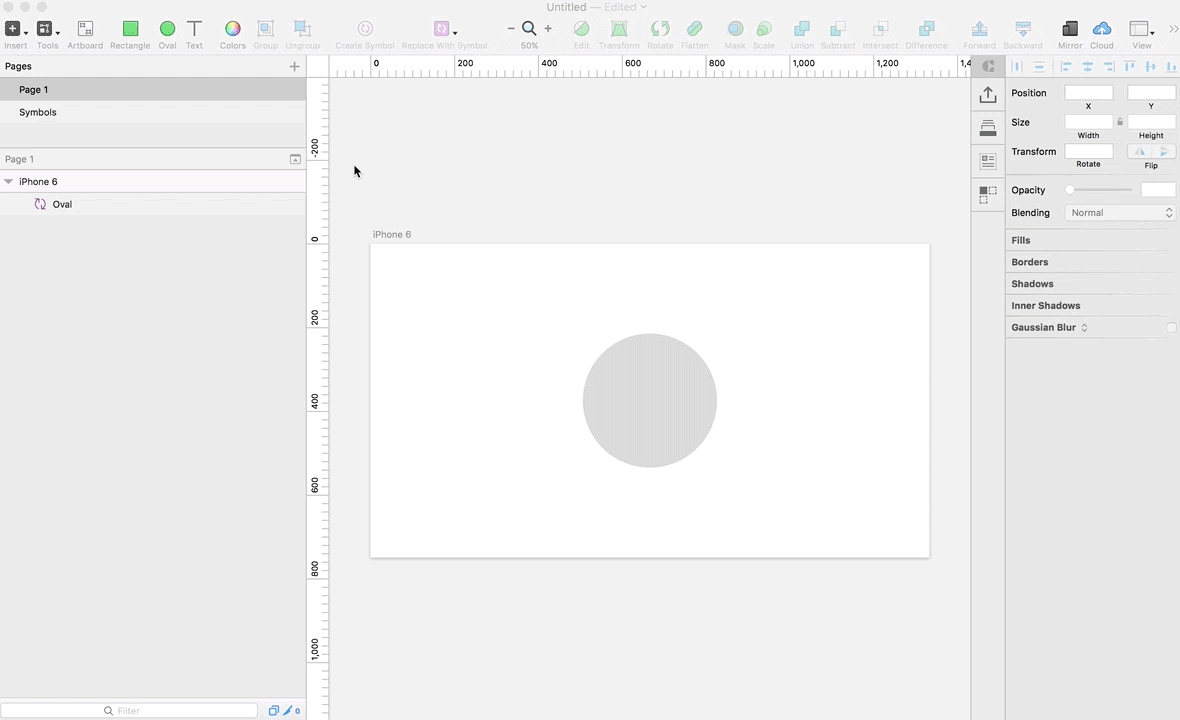 Untitled — Edited
Insert Tools Artboard Rectangle Oval Text Colors Group Ungroup Create Symbol Replace With Symbol 50% Edit Transform Rotate Flatten Mask Scale Union Subtract Intersect Difference Forward Backward Mirror Cloud View
Pages
Page 1
Symbols
Page 1
iPhone 6
Oval
Filter
0
0 200 400 600 800 1,000 1,200 1,4
-200
0
200
400
600
800
1,000
iPhone 6
Position
X Y
Size
Width Height
Transform
Rotate Flip
Opacity
Blending Normal
Fills
Borders
Shadows
Inner Shadows
Gaussian Blur